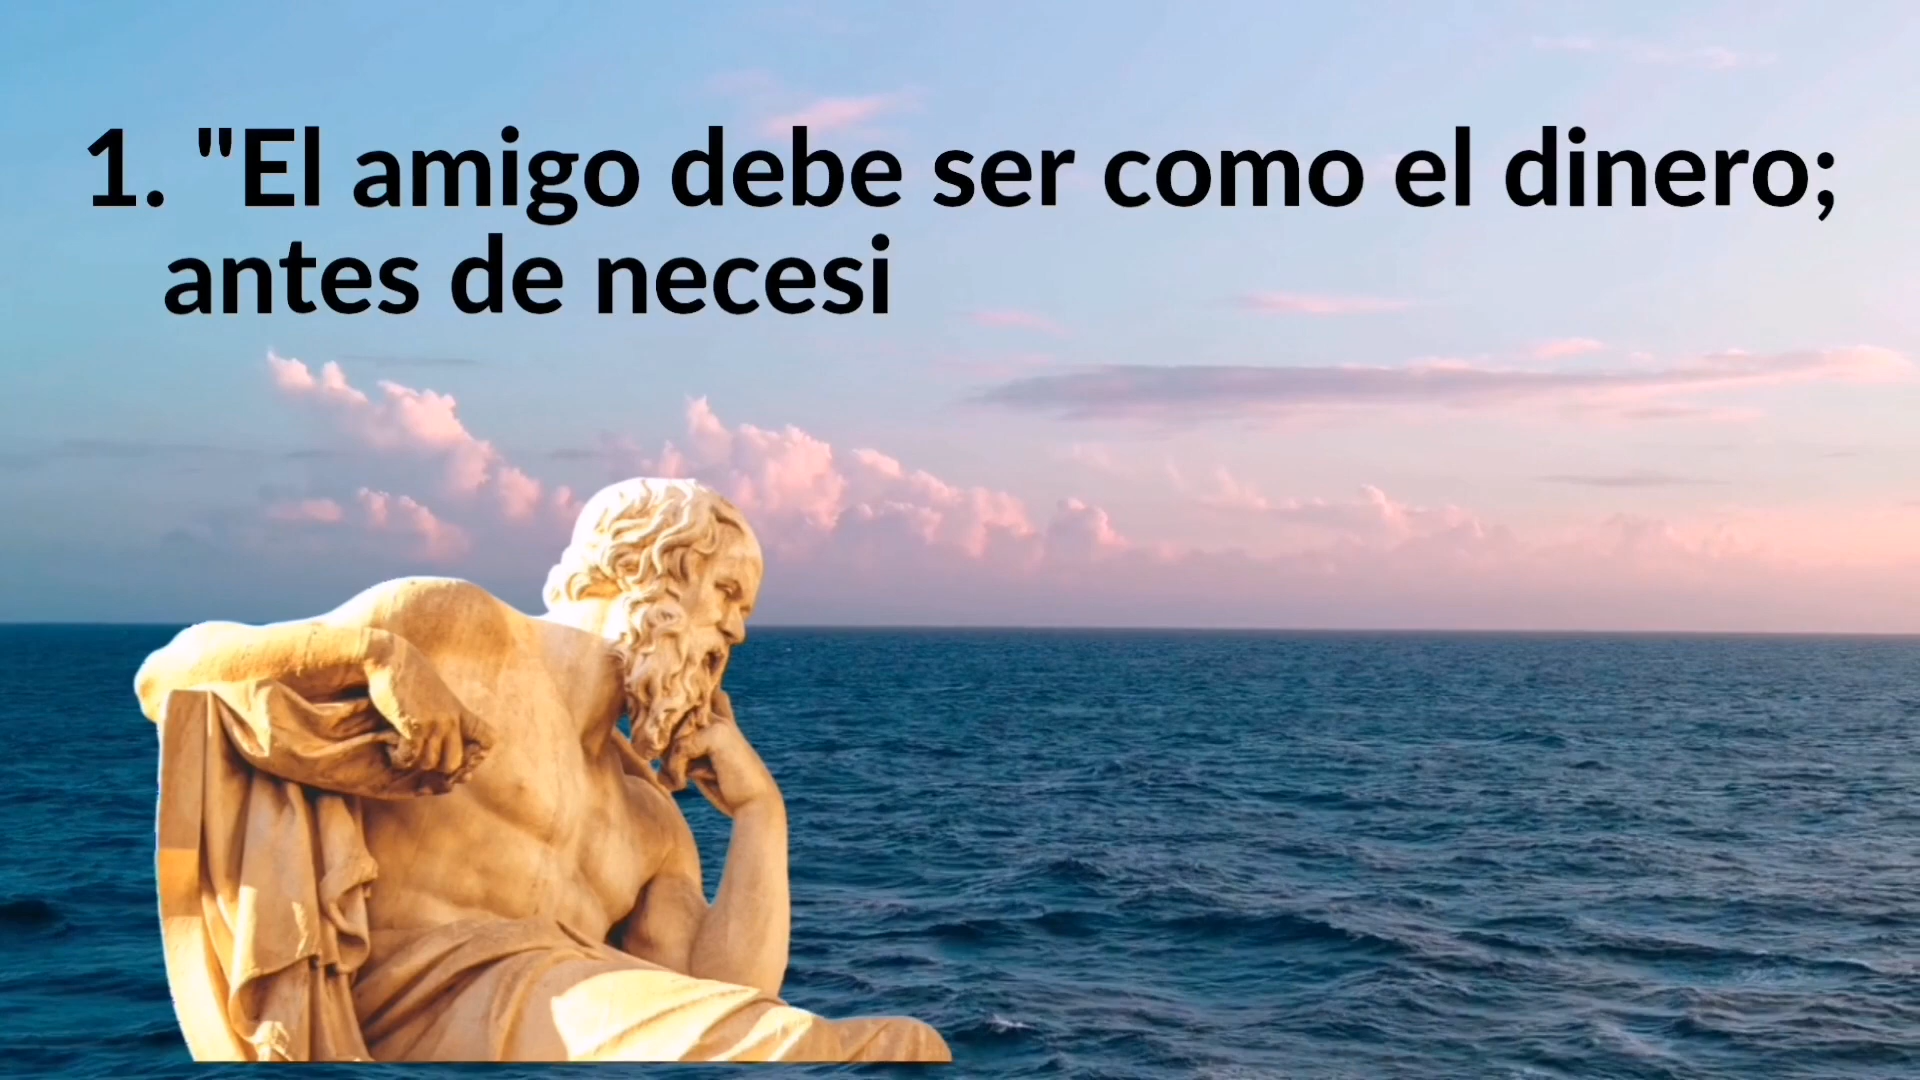 1. "El amigo debe ser como el dinero;
antes de necesi